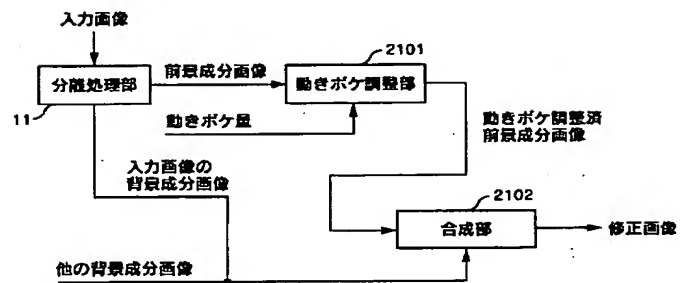 入力画像
2101
分離処理部
前景成分画像
動きボケ調整部
11
動きボケ量
動きボケ調整済
前景成分画像
入力画像の
背景成分画像
2102
合成部
修正画像
他の背景成分画像